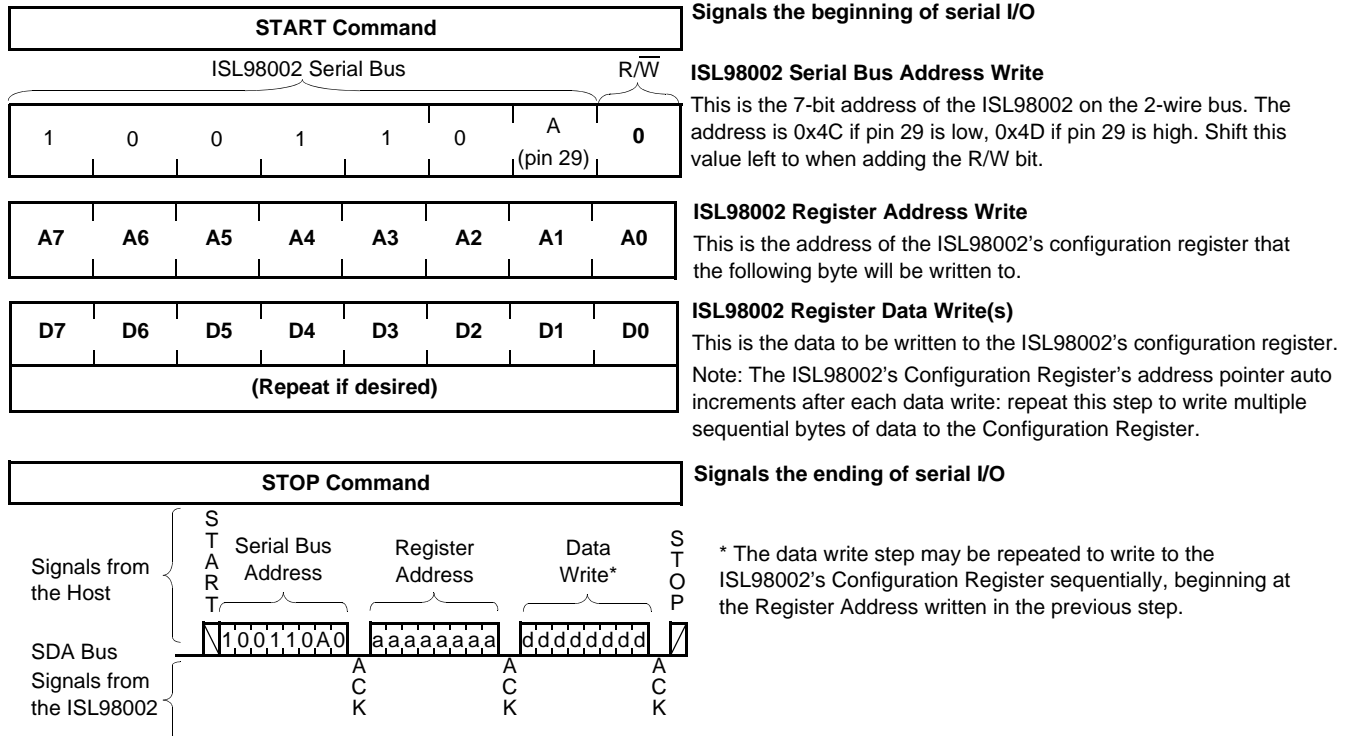 START Command
Signals the beginning of serial I/O
ISL98002 Serial Bus R/W
1 0 0 1 1 0 A (pin 29) 0
ISL98002 Serial Bus Address Write
This is the 7-bit address of the ISL98002 on the 2-wire bus. The
address is 0x4C if pin 29 is low, 0x4D if pin 29 is high. Shift this
value left to when adding the R/W bit.
A7 A6 A5 A4 A3 A2 A1 A0
ISL98002 Register Address Write
This is the address of the ISL98002’s configuration register that
the following byte will be written to.
D7 D6 D5 D4 D3 D2 D1 D0
(Repeat if desired)
ISL98002 Register Data Write(s)
This is the data to be written to the ISL98002’s configuration register.
Note: The ISL98002’s Configuration Register’s address pointer auto
increments after each data write: repeat this step to write multiple
sequential bytes of data to the Configuration Register.
STOP Command
Signals the ending of serial I/O
Signals from
the Host
START
Serial Bus
Address
Register
Address
Data
Write*
STOP
* The data write step may be repeated to write to the
ISL98002’s Configuration Register sequentially, beginning at
the Register Address written in the previous step.
SDA Bus
1 0 0 1 1 0 A 0 a a a a a a a a d d d d d d d d
Signals from
the ISL98002
ACK ACK ACK